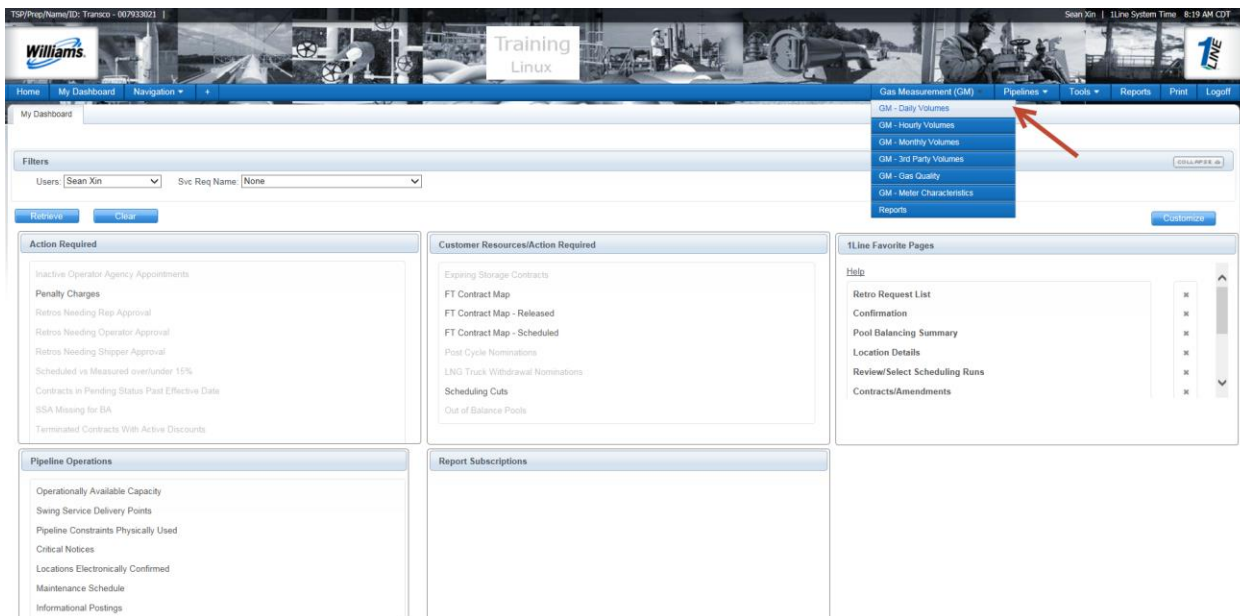 TSP/Prep/Name/ID: Transco - 007933021 |
Sean Xin | 1Line System Time 8:19 AM CDT
Williams.
Training
Linux
1LINE
Home My Dashboard Navigation + Gas Measurement (GM) Pipelines Tools Reports Print Logoff
GM - Daily Volumes
My Dashboard
GM - Hourly Volumes
GM - Monthly Volumes
Filters
GM - 3rd Party Volumes
COLLAPSE
Users: Sean Xin Svc Req Name: None
GM - Gas Quality
GM - Meter Characteristics
Reports
Retrieve Clear
Customize
Action Required
Inactive Operator Agency Appointments
Penalty Charges
Retros Needing Rep Approval
Retros Needing Operator Approval
Retros Needing Shipper Approval
Scheduled vs Measured over/under 15%
Contracts in Pending Status Past Effective Date
ISSA Missing for BA
Terminated Contracts With Active Discounts
Customer Resources/Action Required
Expiring Storage Contracts
FT Contract Map
FT Contract Map - Released
FT Contract Map - Scheduled
Post Cycle Nominations
LNG Truck Withdrawal Nominations
Scheduling Cuts
Out of Balance Pools
1Line Favorite Pages
Help
Retro Request List
Confirmation
Pool Balancing Summary
Location Details
Review/Select Scheduling Runs
Contracts/Amendments
Pipeline Operations
Operationally Available Capacity
Swing Service Delivery Points
Pipeline Constraints Physically Used
Critical Notices
Locations Electronically Confirmed
Maintenance Schedule
Informational Postings
Report Subscriptions